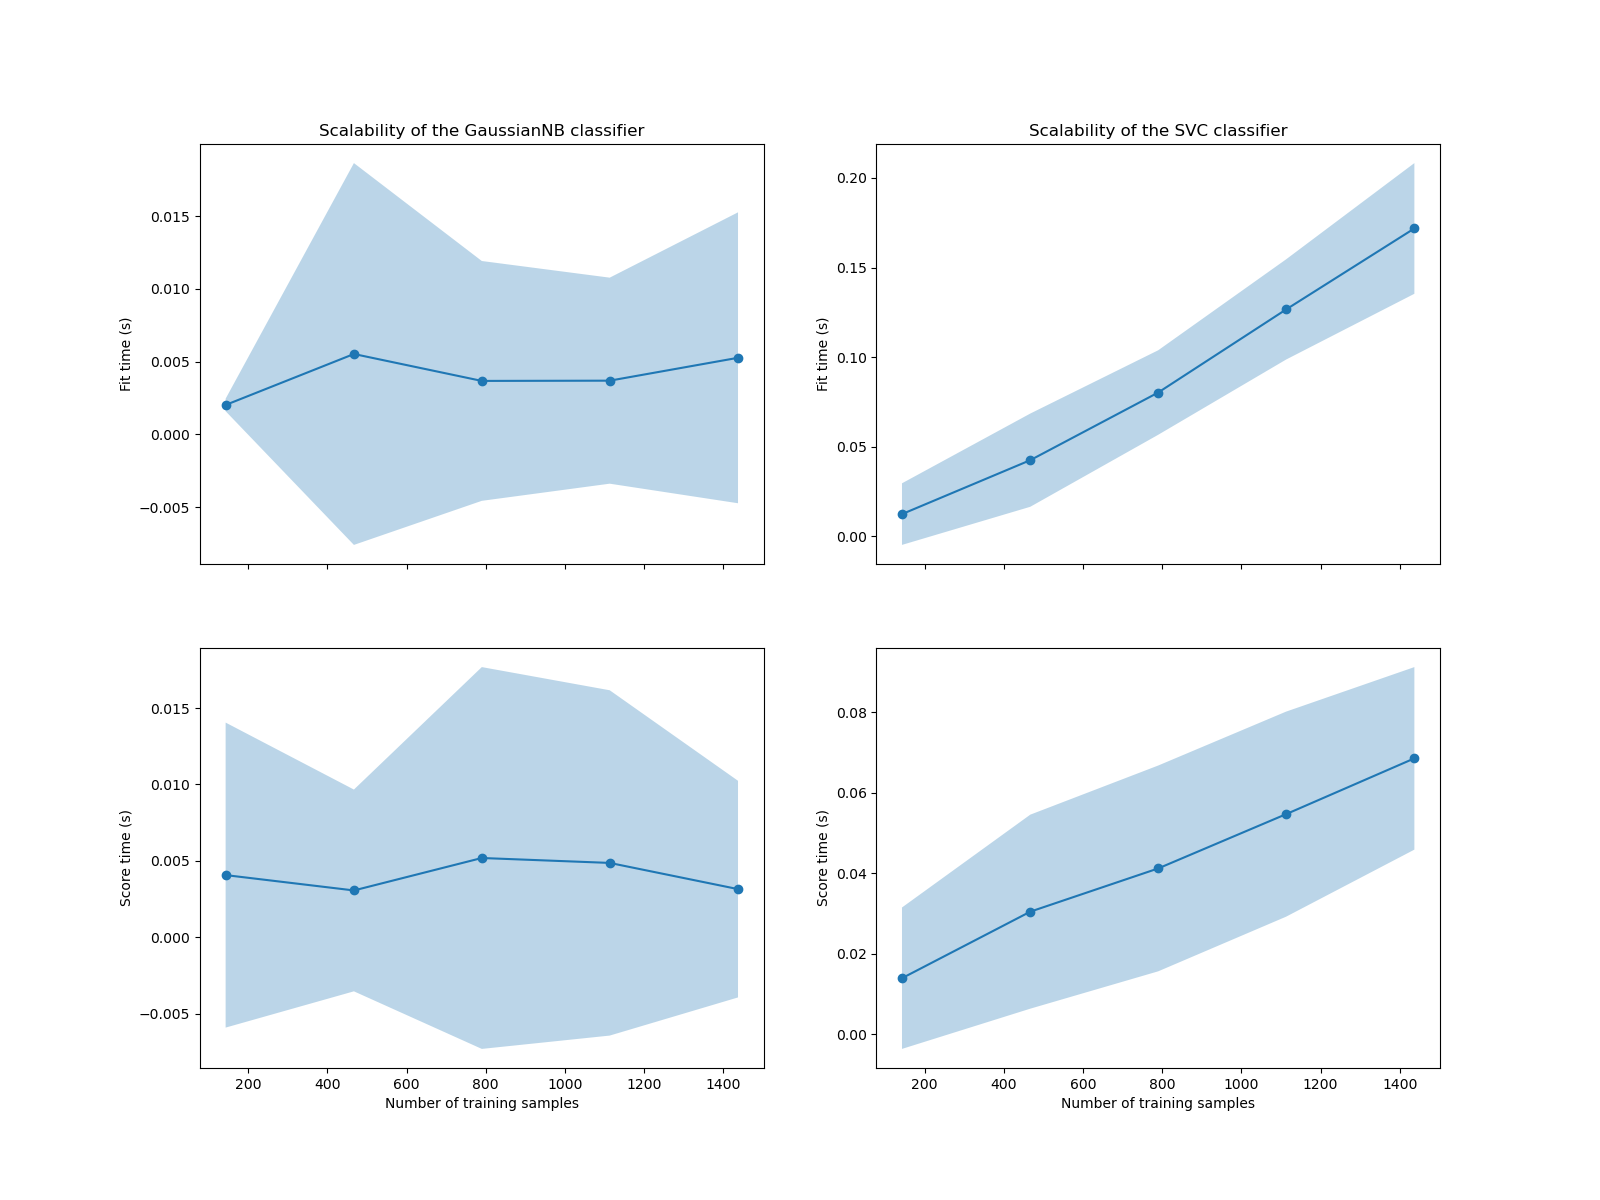 Scalability of the GaussianNB classifier
Fit time (s)
0.015
0.010
0.005
0.000
−0.005
Scalability of the SVC classifier
Fit time (s)
0.20
0.15
0.10
0.05
0.00
Score time (s)
0.015
0.010
0.005
0.000
−0.005
200 400 600 800 1000 1200 1400
Number of training samples
Score time (s)
0.08
0.06
0.04
0.02
0.00
200 400 600 800 1000 1200 1400
Number of training samples